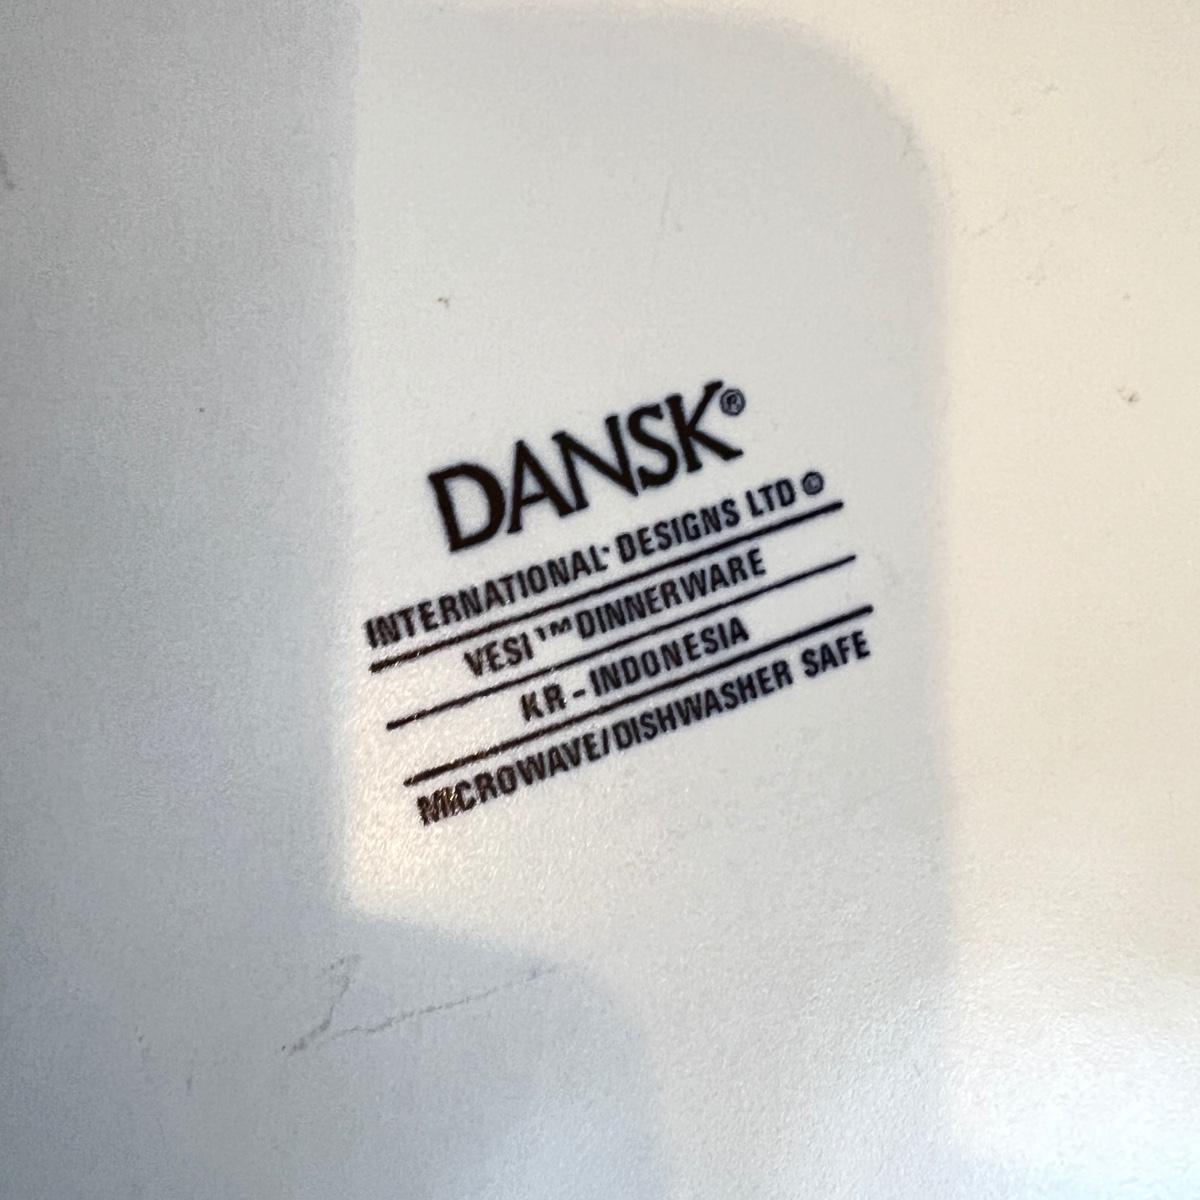 DANSK®
INTERNATIONAL DESIGNS LTD ©
VESI™ DINNERWARE
KR - INDONESIA
MICROWAVE/DISHWASHER SAFE